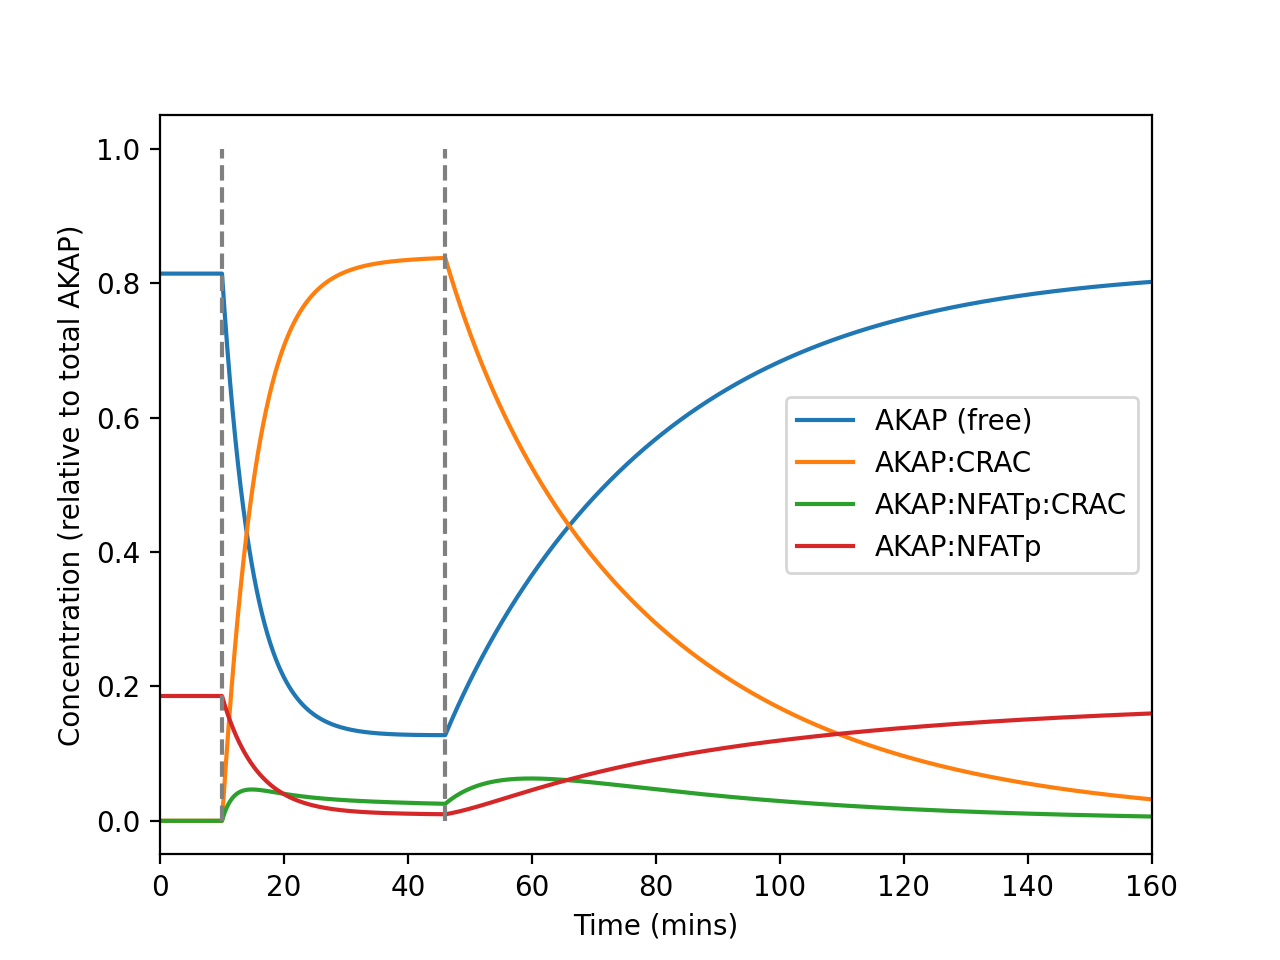 Concentration (relative to total AKAP)
1.0
0.8
0.6
0.4
0.2
0.0
AKAP (free)
AKAP:CRAC
AKAP:NFATp:CRAC
AKAP:NFATp
0 20 40 60 80 100 120 140 160
Time (mins)